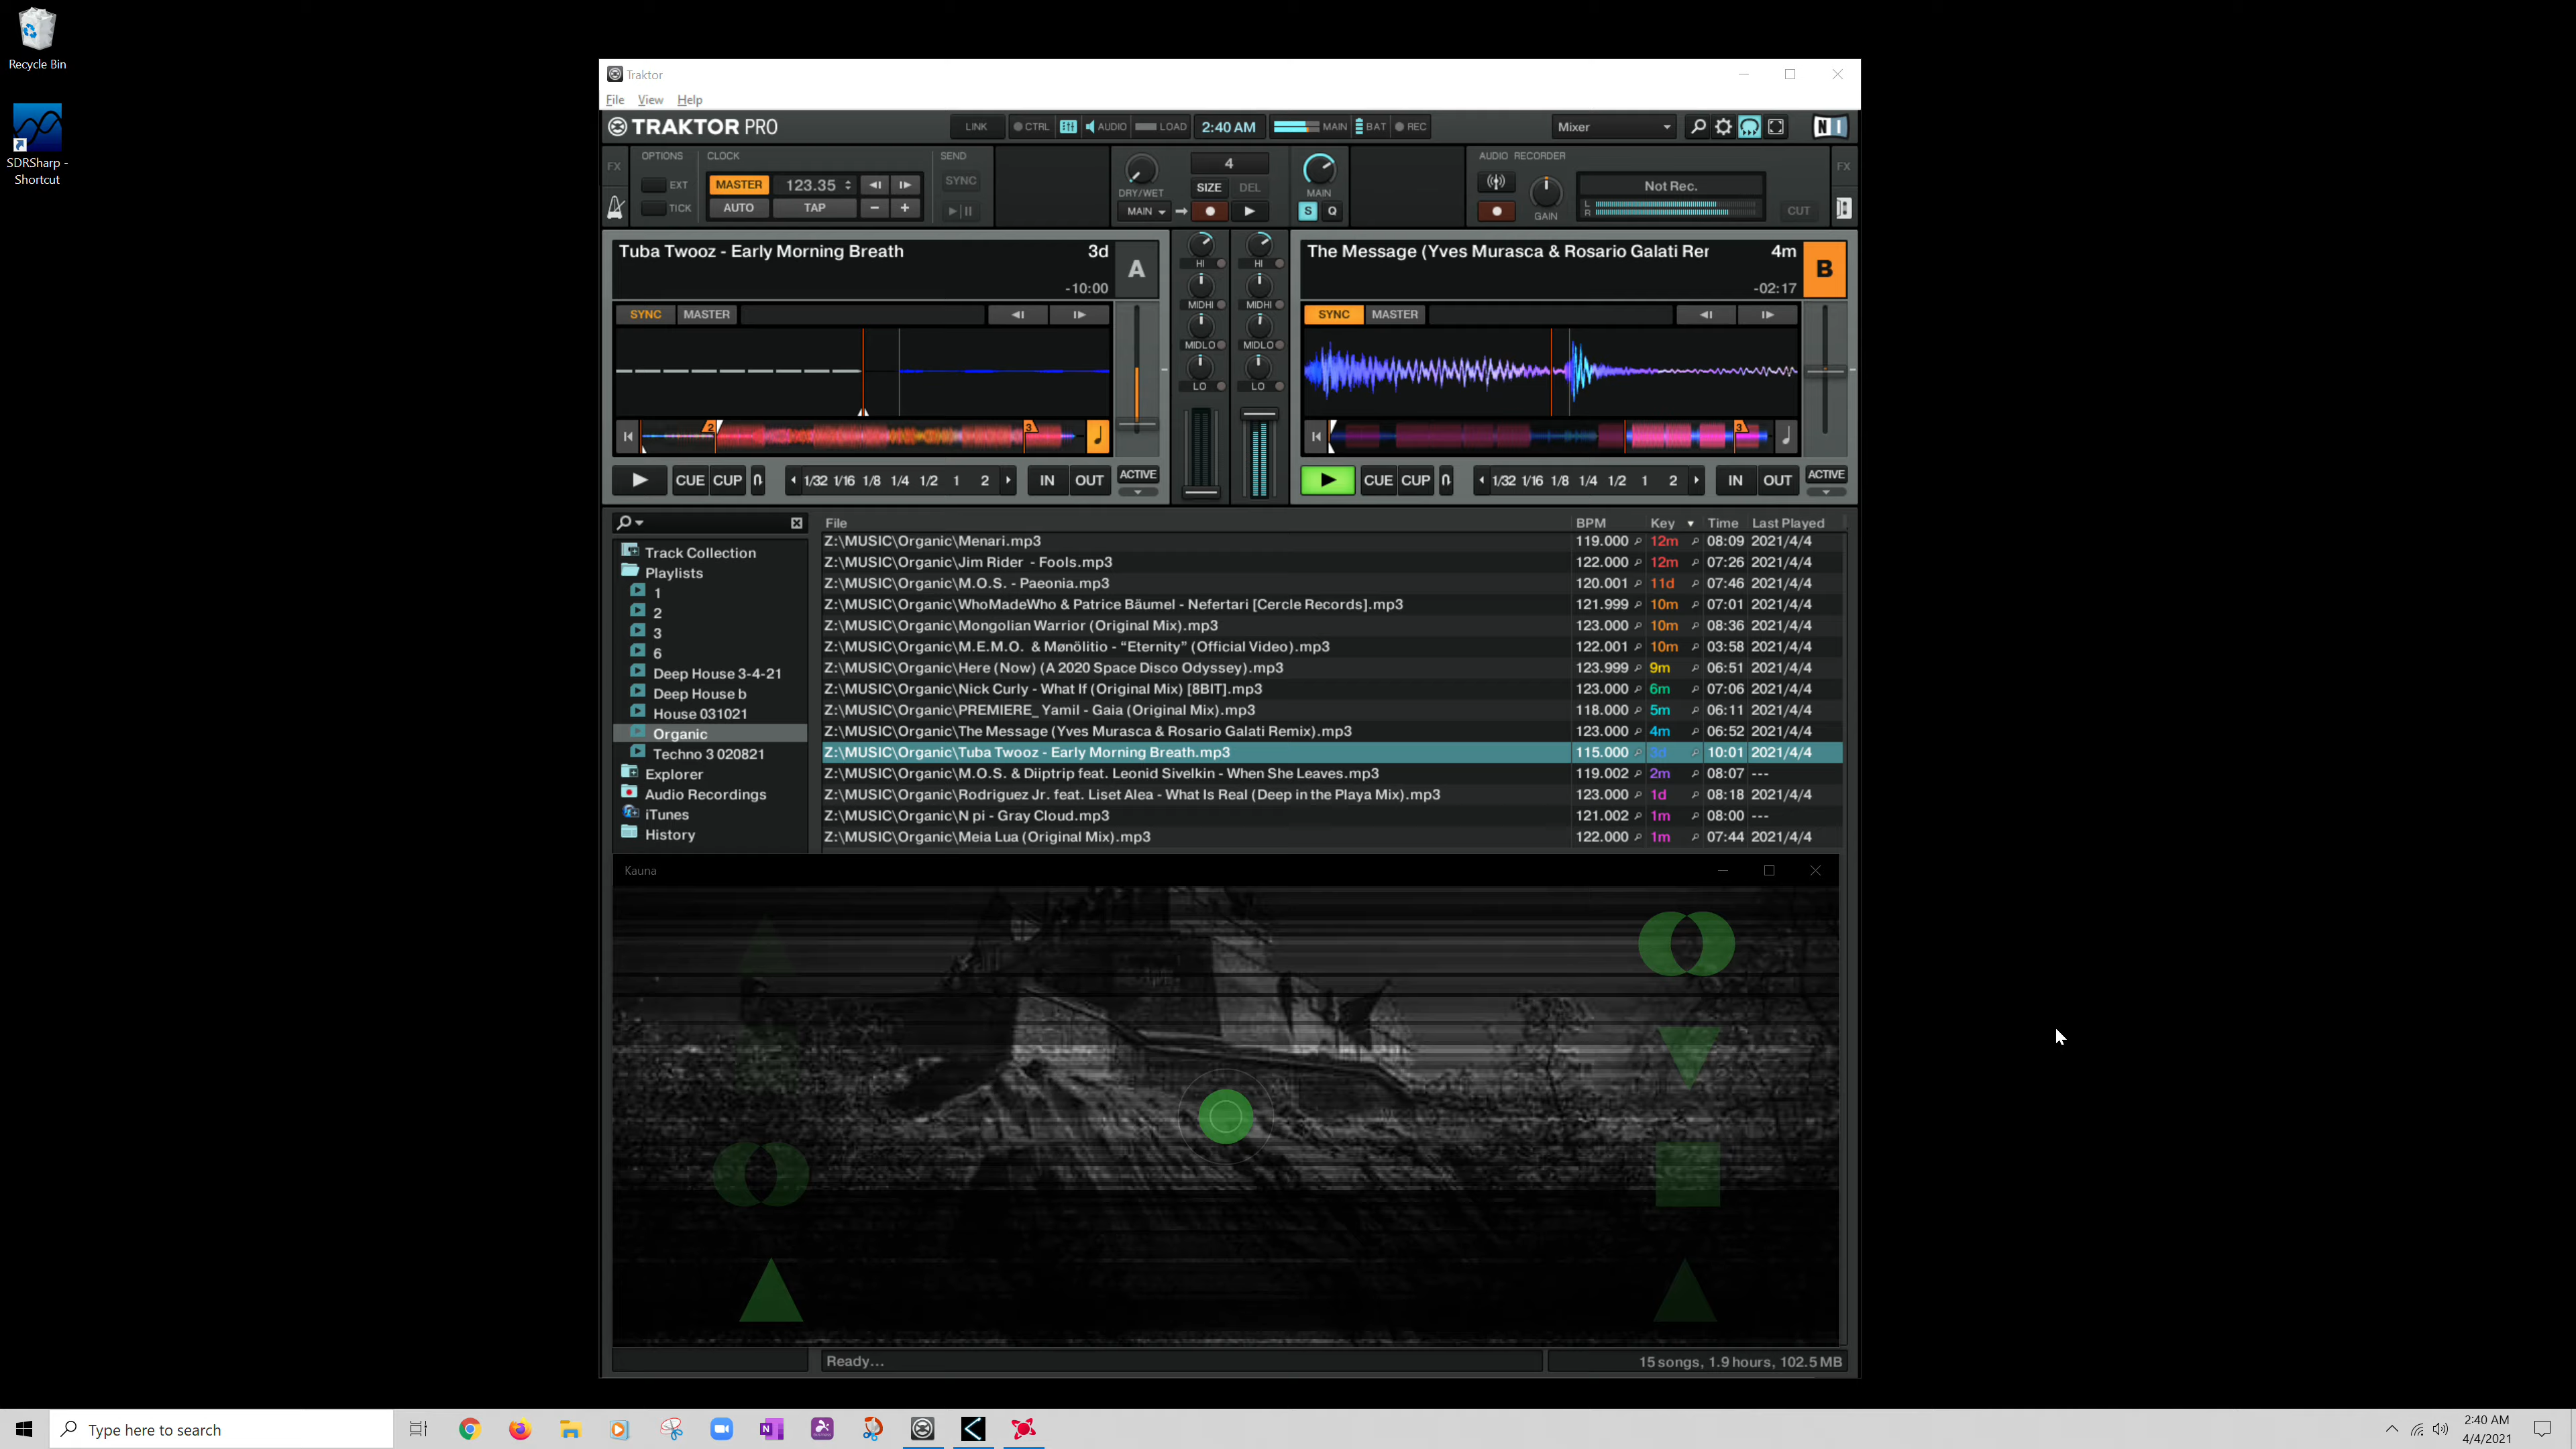 Recycle Bin
SDRSharp -
Shortcut
Traktor
File View Help
TRAKTOR PRO
LINK CTRL AUDIO LOAD 2:40 AM MAIN BAT REC Mixer
FX OPTIONS CLOCK SEND AUDIO RECORDER FX
EXT MASTER 123.35 SYNC 4 Not Rec.
DRY/WET SIZE DEL MAIN
TICK AUTO TAP - + MAIN S Q L R GAIN CUT
Tuba Twooz - Early Morning Breath 3d A
-10:00
SYNC MASTER
HI HI
MIDHI MIDHI
MIDLO MIDLO
LO LO
The Message (Yves Murasca & Rosario Galati Rer 4m B
-02:17
SYNC MASTER
2 3
3
CUE CUP 1/32 1/16 1/8 1/4 1/2 1 2 IN OUT ACTIVE
CUE CUP 1/32 1/16 1/8 1/4 1/2 1 2 IN OUT ACTIVE
Track Collection
Playlists
1
2
3
6
Deep House 3-4-21
Deep House b
House 031021
Organic
Techno 3 020821
Explorer
Audio Recordings
iTunes
History
File BPM Key Time Last Played
Z:\MUSIC\Organic\Menari.mp3 119.000 12m 08:09 2021/4/4
Z:\MUSIC\Organic\Jim Rider - Fools.mp3 122.000 12m 07:26 2021/4/4
Z:\MUSIC\Organic\M.O.S. - Paeonia.mp3 120.001 11d 07:46 2021/4/4
Z:\MUSIC\Organic\WhoMadeWho & Patrice Bäumel - Nefertari [Cercle Records].mp3 121.999 10m 07:01 2021/4/4
Z:\MUSIC\Organic\Mongolian Warrior (Original Mix).mp3 123.000 10m 08:36 2021/4/4
Z:\MUSIC\Organic\M.E.M.O. & Mønölitio - “Eternity” (Official Video).mp3 122.001 10m 03:58 2021/4/4
Z:\MUSIC\Organic\Here (Now) (A 2020 Space Disco Odyssey).mp3 123.999 9m 06:51 2021/4/4
Z:\MUSIC\Organic\Nick Curly - What If (Original Mix) [8BIT].mp3 123.000 6m 07:06 2021/4/4
Z:\MUSIC\Organic\PREMIERE_ Yamil - Gaia (Original Mix).mp3 118.000 5m 06:11 2021/4/4
Z:\MUSIC\Organic\The Message (Yves Murasca & Rosario Galati Remix).mp3 123.000 4m 06:52 2021/4/4
Z:\MUSIC\Organic\Tuba Twooz - Early Morning Breath.mp3 115.000 3d 10:01 2021/4/4
Z:\MUSIC\Organic\M.O.S. & Diiptrip feat. Leonid Sivelkin - When She Leaves.mp3 119.002 2m 08:07 ---
Z:\MUSIC\Organic\Rodriguez Jr. feat. Liset Alea - What Is Real (Deep in the Playa Mix).mp3 123.000 1d 08:18 2021/4/4
Z:\MUSIC\Organic\N pi - Gray Cloud.mp3 121.002 1m 08:00 ---
Z:\MUSIC\Organic\Meia Lua (Original Mix).mp3 122.000 1m 07:44 2021/4/4
Kauna
Ready... 15 songs, 1.9 hours, 102.5 MB
Type here to search
2:40 AM
4/4/2021